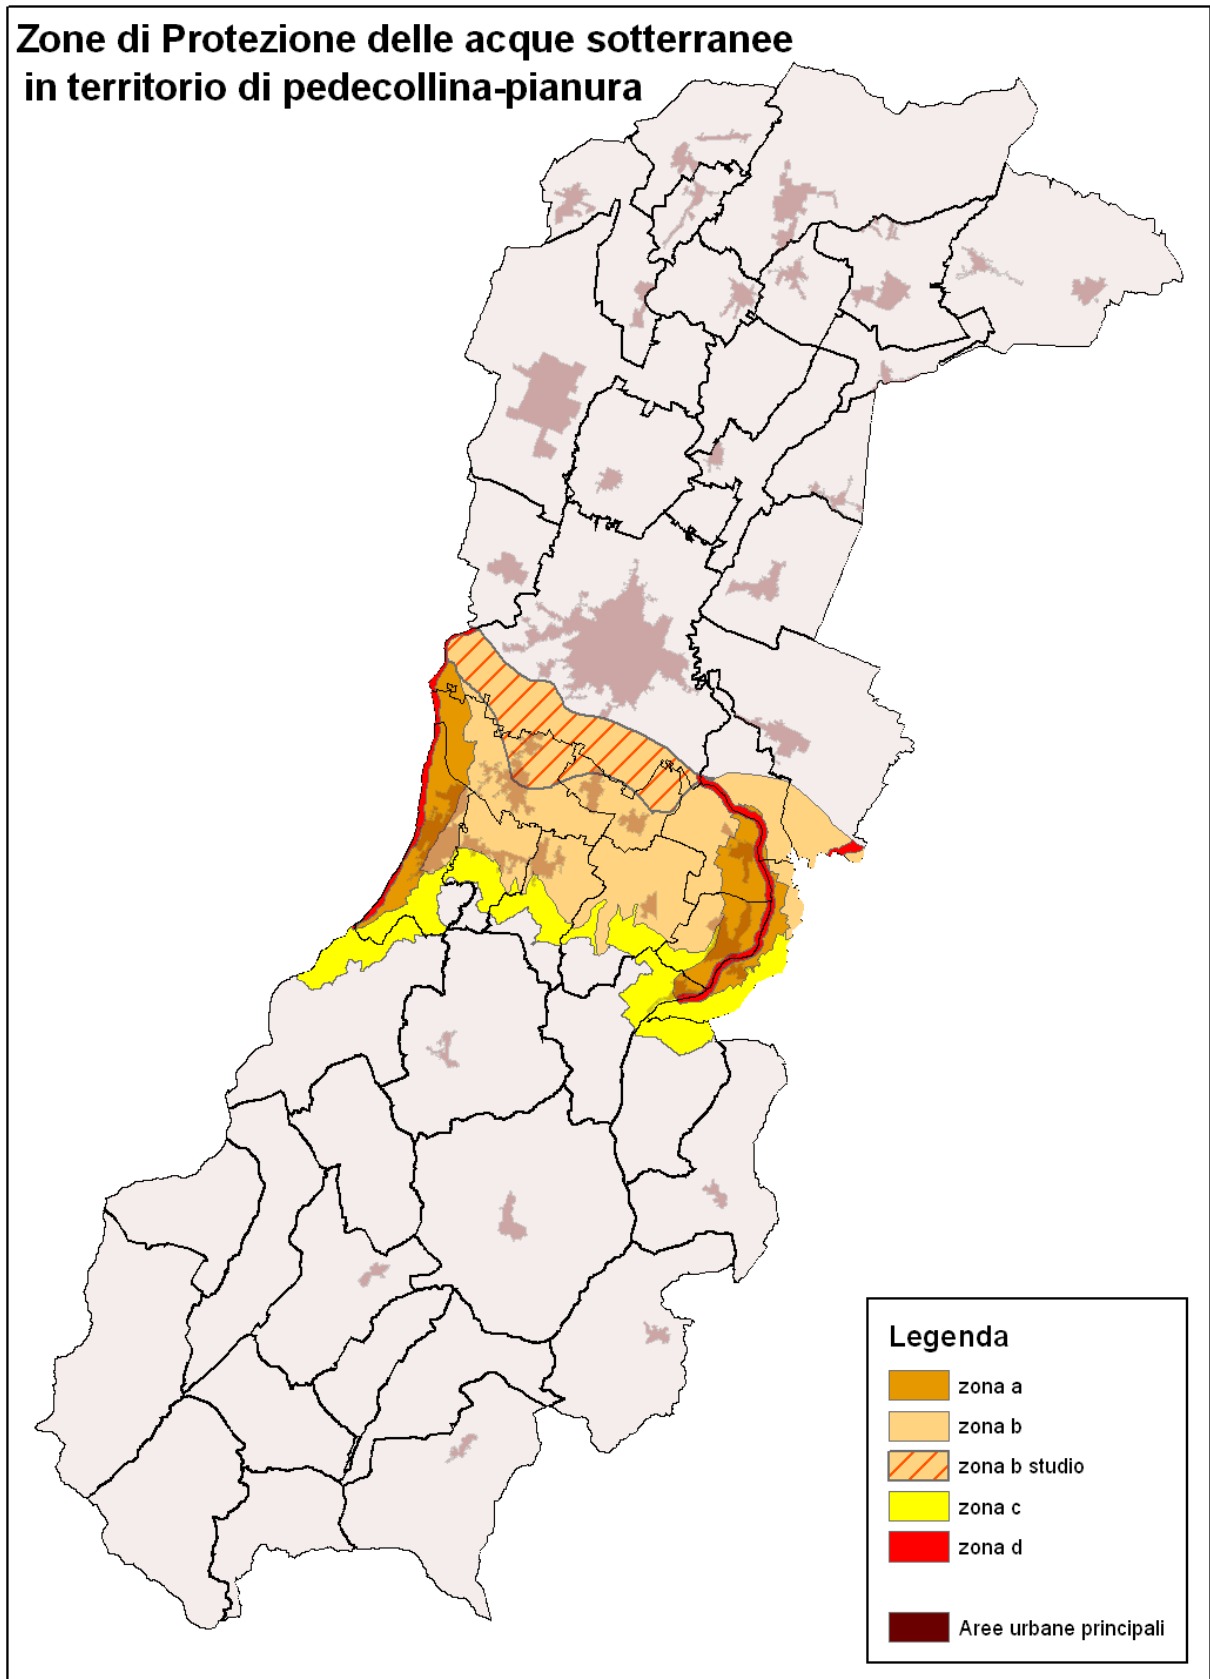 Zone di Protezione delle acque sotterranee
in territorio di pedecollina-pianura
Legenda
zona a
zona b
zona b studio
zona c
zona d
Aree urbane principali